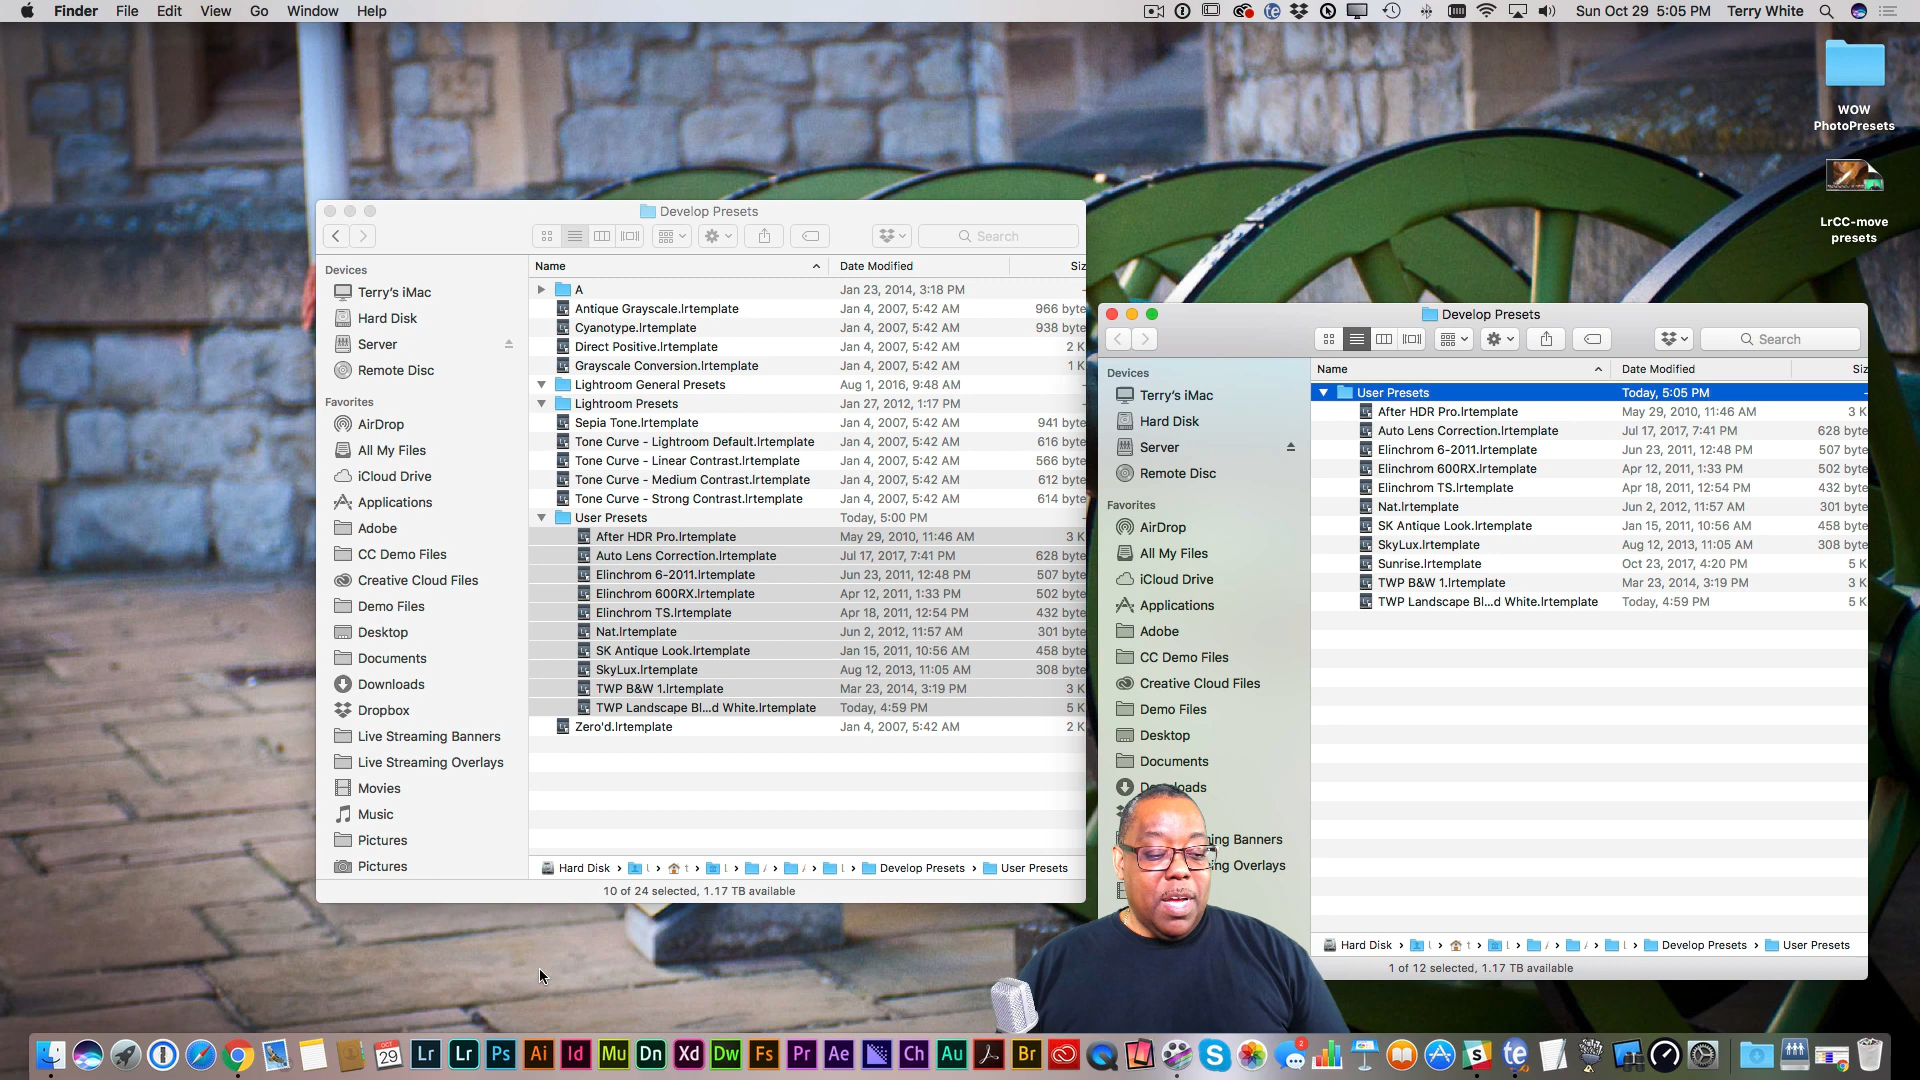 Finder File Edit View Go Window Help
Sun Oct 29 5:05 PM Terry White
WOW
PhotoPresets
LrCC-move
presets
Develop Presets
Search
Devices
Terry's iMac
Hard Disk
Server
Remote Disc
Favorites
AirDrop
All My Files
iCloud Drive
Applications
Adobe
CC Demo Files
Creative Cloud Files
Demo Files
Desktop
Documents
Downloads
Dropbox
Live Streaming Banners
Live Streaming Overlays
Movies
Music
Pictures
Pictures
Name Date Modified Siz
A Jan 23, 2014, 3:18 PM
Antique Grayscale.lrtemplate Jan 4, 2007, 5:42 AM 966 byte
Cyanotype.lrtemplate Jan 4, 2007, 5:42 AM 938 byte
Direct Positive.lrtemplate Jan 4, 2007, 5:42 AM 2 K
Grayscale Conversion.lrtemplate Jan 4, 2007, 5:42 AM 1 K
Lightroom General Presets Aug 1, 2016, 9:48 AM
Lightroom Presets Jan 27, 2012, 1:17 PM
Sepia Tone.lrtemplate Jan 4, 2007, 5:42 AM 941 byte
Tone Curve - Lightroom Default.lrtemplate Jan 4, 2007, 5:42 AM 616 byte
Tone Curve - Linear Contrast.lrtemplate Jan 4, 2007, 5:42 AM 566 byte
Tone Curve - Medium Contrast.lrtemplate Jan 4, 2007, 5:42 AM 612 byte
Tone Curve - Strong Contrast.lrtemplate Jan 4, 2007, 5:42 AM 614 byte
User Presets Today, 5:00 PM
After HDR Pro.lrtemplate May 29, 2010, 11:46 AM 3 K
Auto Lens Correction.lrtemplate Jul 17, 2017, 7:41 PM 628 byte
Elinchrom 6-2011.lrtemplate Jun 23, 2011, 12:48 PM 507 byte
Elinchrom 600RX.lrtemplate Apr 12, 2011, 1:33 PM 502 byte
Elinchrom TS.lrtemplate Apr 18, 2011, 12:54 PM 432 byte
Nat.lrtemplate Jun 2, 2012, 11:57 AM 301 byte
SK Antique Look.lrtemplate Jan 15, 2011, 10:56 AM 458 byte
SkyLux.lrtemplate Aug 12, 2013, 11:05 AM 308 byte
TWP B&W 1.lrtemplate Mar 23, 2014, 3:19 PM 3 K
TWP Landscape Bl...d White.lrtemplate Today, 4:59 PM 5 K
Zero'd.lrtemplate Jan 4, 2007, 5:42 AM 2 K
Hard Disk Develop Presets User Presets
10 of 24 selected, 1.17 TB available
Develop Presets
Search
Devices
Terry's iMac
Hard Disk
Server
Remote Disc
Favorites
AirDrop
All My Files
iCloud Drive
Applications
Adobe
CC Demo Files
Creative Cloud Files
Demo Files
Desktop
Documents
Name Date Modified Siz
User Presets Today, 5:05 PM
After HDR Pro.lrtemplate May 29, 2010, 11:46 AM 3 K
Auto Lens Correction.lrtemplate Jul 17, 2017, 7:41 PM 628 byte
Elinchrom 6-2011.lrtemplate Jun 23, 2011, 12:48 PM 507 byte
Elinchrom 600RX.lrtemplate Apr 12, 2011, 1:33 PM 502 byte
Elinchrom TS.lrtemplate Apr 18, 2011, 12:54 PM 432 byte
Nat.lrtemplate Jun 2, 2012, 11:57 AM 301 byte
SK Antique Look.lrtemplate Jan 15, 2011, 10:56 AM 458 byte
SkyLux.lrtemplate Aug 12, 2013, 11:05 AM 308 byte
Sunrise.lrtemplate Oct 23, 2017, 4:20 PM 5 K
TWP B&W 1.lrtemplate Mar 23, 2014, 3:19 PM 3 K
TWP Landscape Bl...d White.lrtemplate Today, 4:59 PM 5 K
Banners
Overlays
Hard Disk Develop Presets User Presets
1 of 12 selected, 1.17 TB available
OCT 29 Lr Lr Ps Ai Id Mu Dn Xd Dw Fs Pr Ae Ch Au Br 2